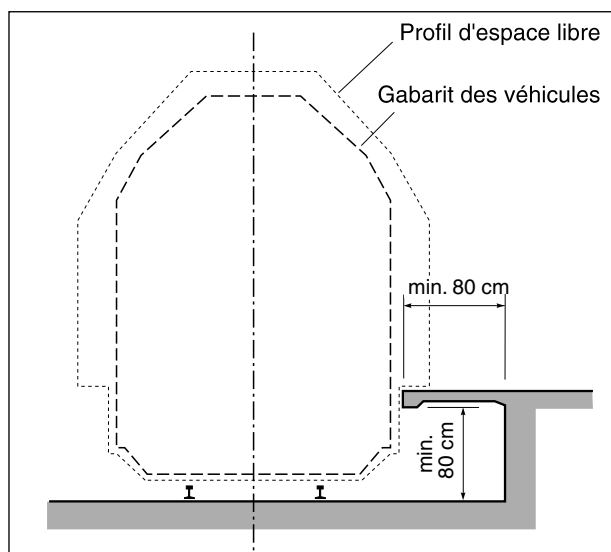 Profil d'espace libre
Gabarit des véhicules
min. 80 cm
min.
80 cm